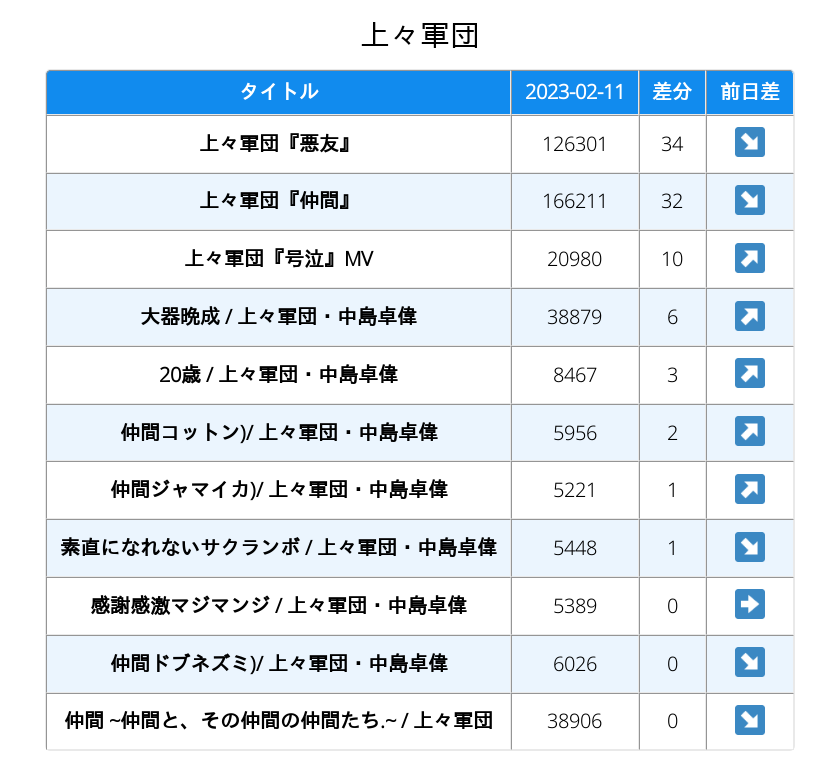 上々軍団
タイトル 2023-02-11 差分 前日差
上々軍団『悪友』 126301 34 ↘
上々軍団『仲間』 166211 32 ↘
上々軍団『号泣』MV 20980 10 ↗
大器晩成 / 上々軍団・中島卓偉 38879 6 ↗
20歳 / 上々軍団・中島卓偉 8467 3 ↗
仲間コットン)/ 上々軍団・中島卓偉 5956 2 ↗
仲間ジャマイカ)/ 上々軍団・中島卓偉 5221 1 ↗
素直になれないサクランボ / 上々軍団・中島卓偉 5448 1 ↘
感謝感激マジマンジ / 上々軍団・中島卓偉 5389 0 ➡
仲間ドブネズミ)/ 上々軍団・中島卓偉 6026 0 ↘
仲間 ~仲間と、その仲間の仲間たち.~ / 上々軍団 38906 0 ↘